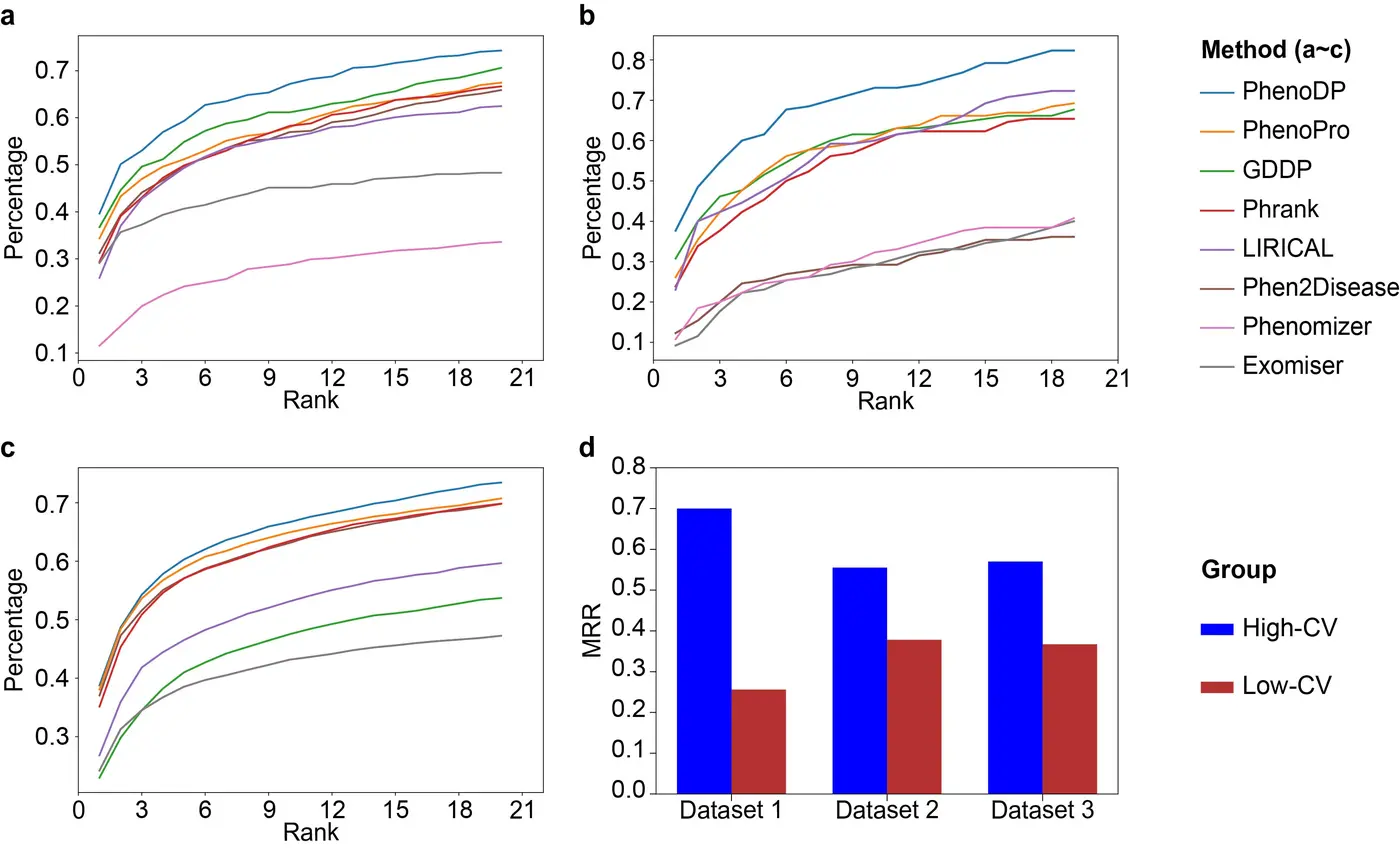 a
Percentage
0.7
0.6
0.5
0.4
0.3
0.2
0.1
0 3 6 9 12 15 18 21
Rank
b
Percentage
0.8
0.7
0.6
0.5
0.4
0.3
0.2
0.1
0 3 6 9 12 15 18 21
Rank
Method (a~c)
PhenoDP
PhenoPro
GDDP
Phrank
LIRICAL
Phen2Disease
Phenomizer
Exomiser
c
Percentage
0.7
0.6
0.5
0.4
0.3
0 3 6 9 12 15 18 21
Rank
d
MRR
0.8
0.7
0.6
0.5
0.4
0.3
0.2
0.1
0.0
Dataset 1 Dataset 2 Dataset 3
Group
High-CV
Low-CV